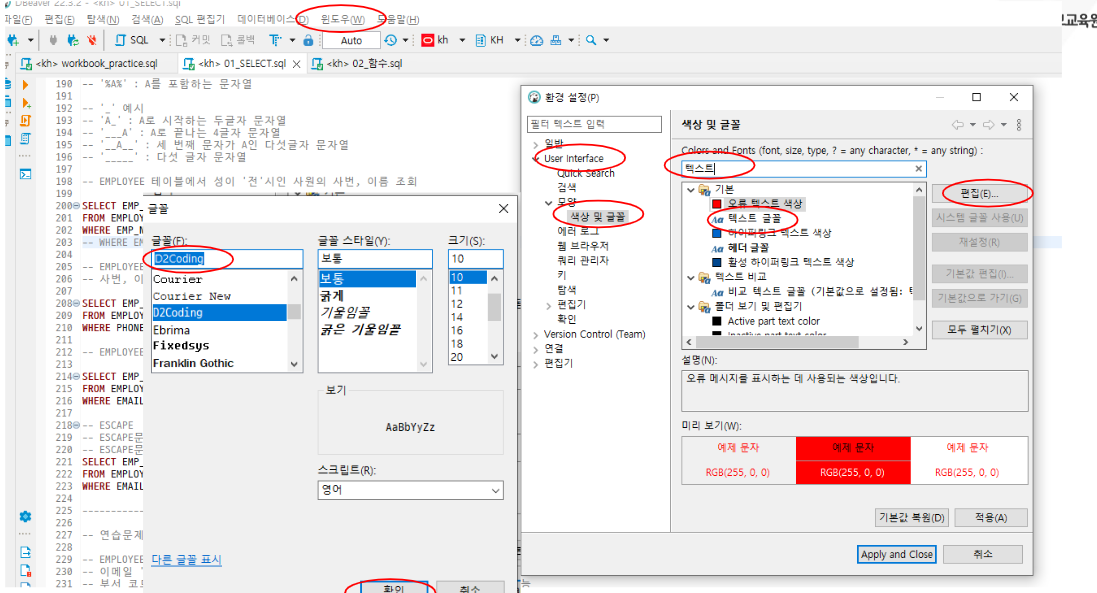 DBeaver 22.3.2 - <kh> 01_SELECT.sql
파일(F) 편집(E) 탐색(N) 검색(A) SQL 편집기 데이터베이스(D) 윈도우(W) 도움말(H)
교육원
SQL 커밋 롤백 Auto kh KH
<kh> workbook_practice.sql <kh> 01_SELECT.sql <kh> 02_함수.sql
190 -- '%A%' : A를 포함하는 문자열
191
192 -- '_' 예시
193 -- 'A_' : A로 시작하는 두글자 문자열
194 -- '___A' : A로 끝나는 4글자 문자열
195 -- '__A__' : 세 번째 문자가 A인 다섯글자 문자열
196 -- '_____' : 다섯 글자 문자열
197
198 -- EMPLOYEE 테이블에서 성이 '전'시인 사원의 사번, 이름 조회
199
200 SELECT EMP_
201 FROM EMPLOY
202 WHERE EMP_N
203 -- WHERE EM
204
205 -- EMPLOYEE
206 -- 사번, 이
207
208 SELECT EMP_
209 FROM EMPLOY
210 WHERE PHONE
211
212 -- EMPLOYEE
213
214 SELECT EMP_
215 FROM EMPLOY
216 WHERE EMAIL
217
218 -- ESCAPE
219 -- ESCAPE문
220 -- ESCAPE문
221 SELECT EMP_
222 FROM EMPLOY
223 WHERE EMAIL
224
225 -----------
226
227 -- 연습문제
228
229 -- EMPLOYEE
230 -- 이메일 '
231 -- 부서 코드
능
글꼴
글꼴(F):
D2Coding
Courier
Courier New
D2Coding
Ebrima
Fixedsys
Franklin Gothic
글꼴 스타일(Y):
보통
보통
굵게
기울임꼴
굵은 기울임꼴
크기(S):
10
10
11
12
14
16
18
20
보기
AaBbYyZz
스크립트(R):
영어
다른 글꼴 표시
확인 취소
환경 설정(P)
필터 텍스트 입력
일반
User Interface
Quick Search
검색
모양
색상 및 글꼴
에러 로그
웹 브라우저
쿼리 관리자
키
탐색
편집기
확인
Version Control (Team)
연결
편집기
색상 및 글꼴
Colors and Fonts (font, size, type, ? = any character, * = any string) :
텍스트
기본
오류 텍스트 색상
Aa 텍스트 글꼴
하이퍼링크 텍스트 색상
Aa 헤더 글꼴
활성 하이퍼링크 텍스트 색상
텍스트 비교
Aa 비교 텍스트 글꼴 (기본값으로 설정됨:
폴더 보기 및 편집기
Active part text color
Inactive part text color
편집(E)...
시스템 글꼴 사용(U)
재설정(R)
기본값 편집(I)...
기본값으로 가기(G)
모두 펼치기(X)
설명(N):
오류 메시지를 표시하는 데 사용되는 색상입니다.
미리 보기(W):
예제 문자 예제 문자 예제 문자
RGB(255, 0, 0) RGB(255, 0, 0) RGB(255, 0, 0)
기본값 복원(D) 적용(A)
Apply and Close 취소